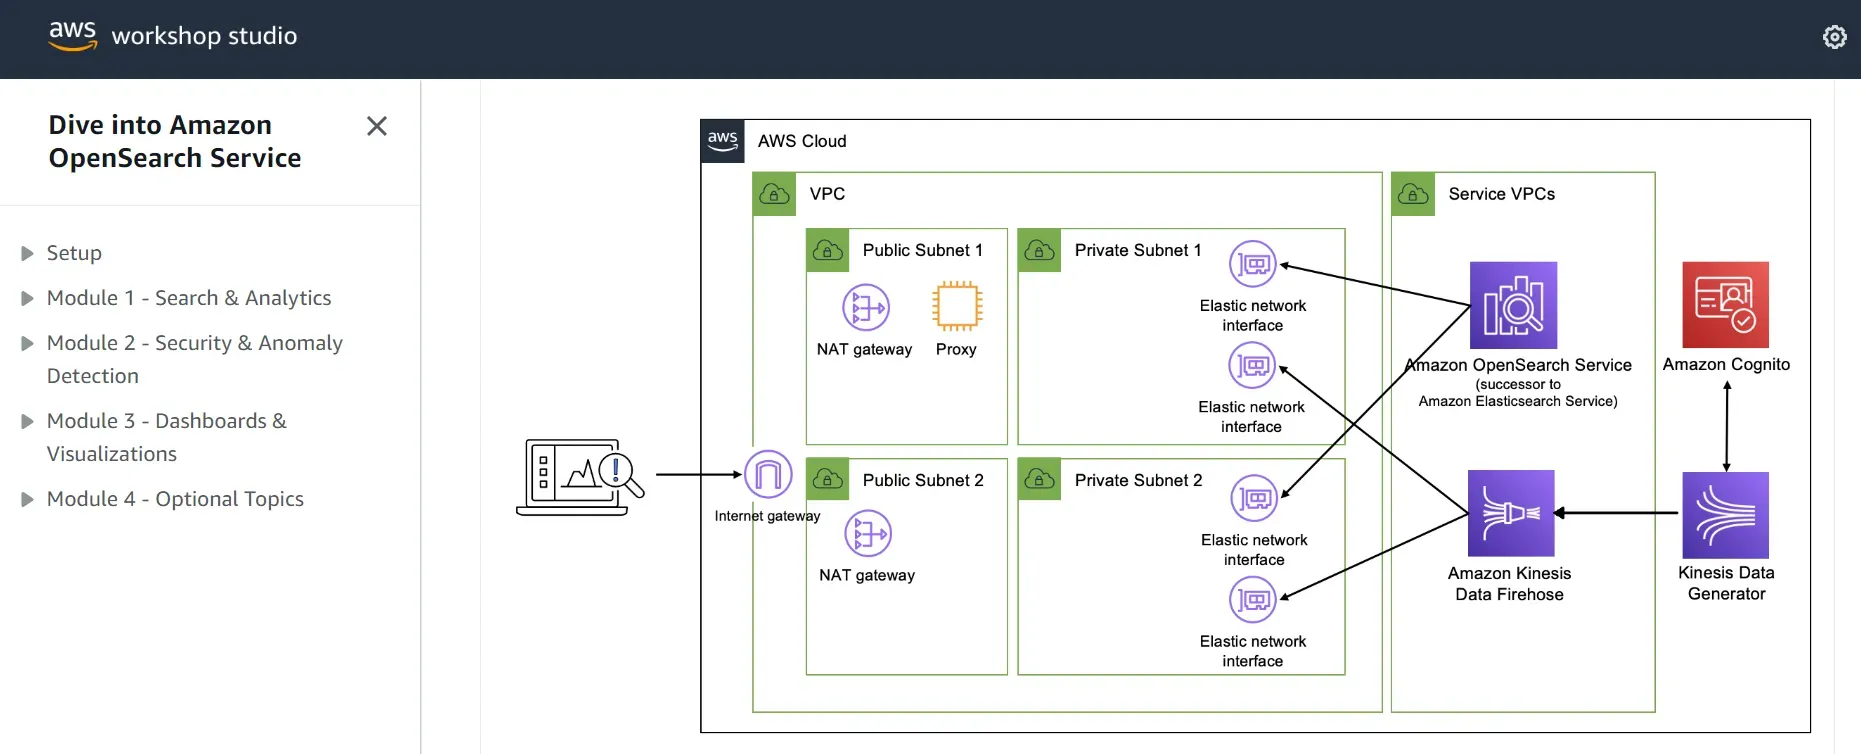 aws workshop studio
Dive into Amazon
OpenSearch Service
Setup
Module 1 - Search & Analytics
Module 2 - Security & Anomaly
Detection
Module 3 - Dashboards &
Visualizations
Module 4 - Optional Topics
aws
AWS Cloud
VPC
Service VPCs
Public Subnet 1
NAT gateway
Proxy
Private Subnet 1
Elastic network
interface
Elastic network
interface
Internet gateway
Public Subnet 2
NAT gateway
Private Subnet 2
Elastic network
interface
Elastic network
interface
Amazon OpenSearch Service
(successor to
Amazon Elasticsearch Service)
Amazon Cognito
Amazon Kinesis
Data Firehose
Kinesis Data
Generator